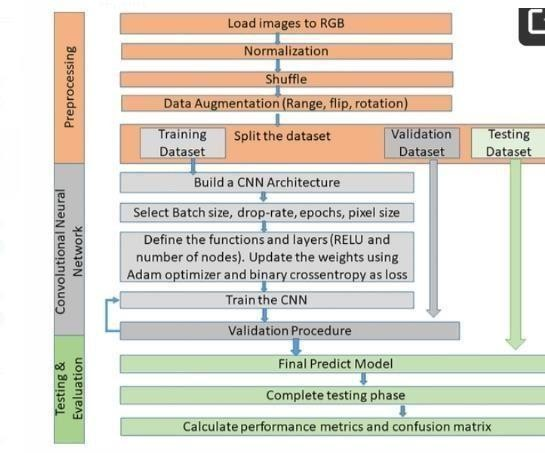 Preprocessing
Load images to RGB
Normalization
Shuffle
Data Augmentation (Range, flip, rotation)
Training
Dataset
Split the dataset
Validation
Dataset
Testing
Dataset
Convolutional Neural
Network
Build a CNN Architecture
Select Batch size, drop-rate, epochs, pixel size
Define the functions and layers (RELU and
number of nodes). Update the weights using
Adam optimizer and binary crossentropy as loss
Train the CNN
Validation Procedure
Testing &
Evaluation
Final Predict Model
Complete testing phase
Calculate performance metrics and confusion matrix